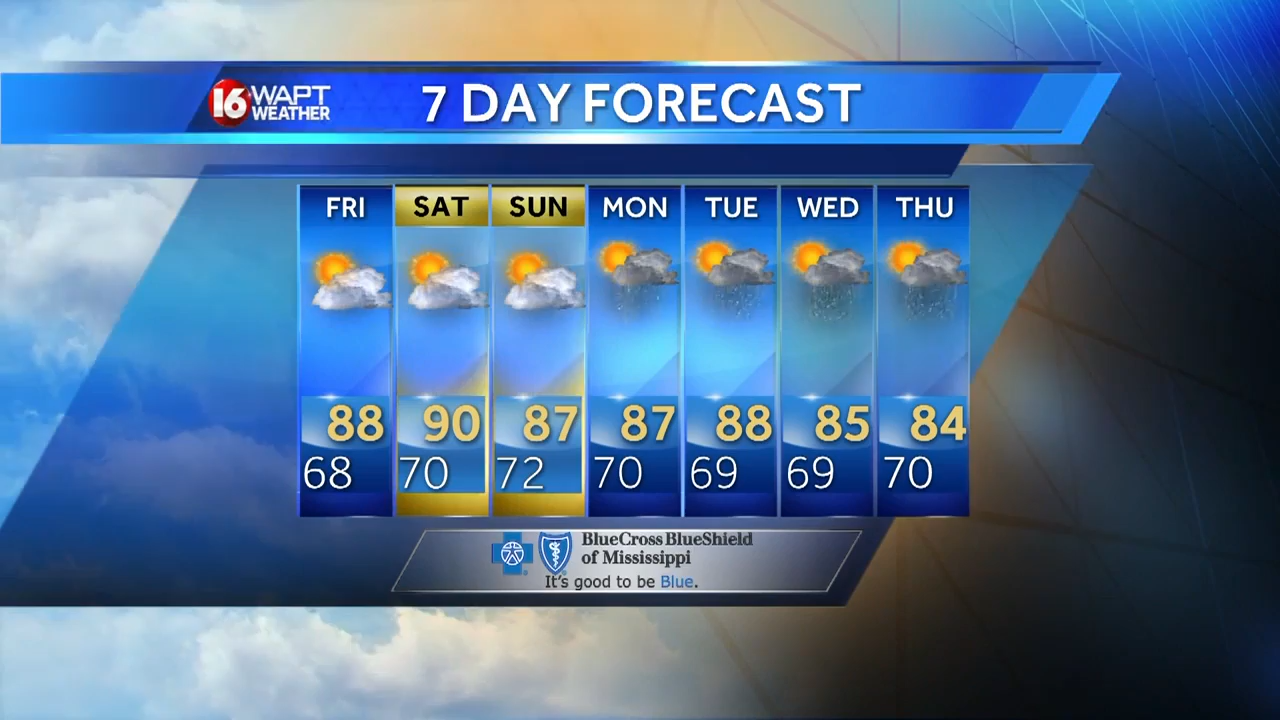 16 WAPT
WEATHER
7 DAY FORECAST
FRI SAT SUN MON TUE WED THU
88 90 87 87 88 85 84
68 70 72 70 69 69 70
BlueCross BlueShield
of Mississippi
It's good to be Blue.